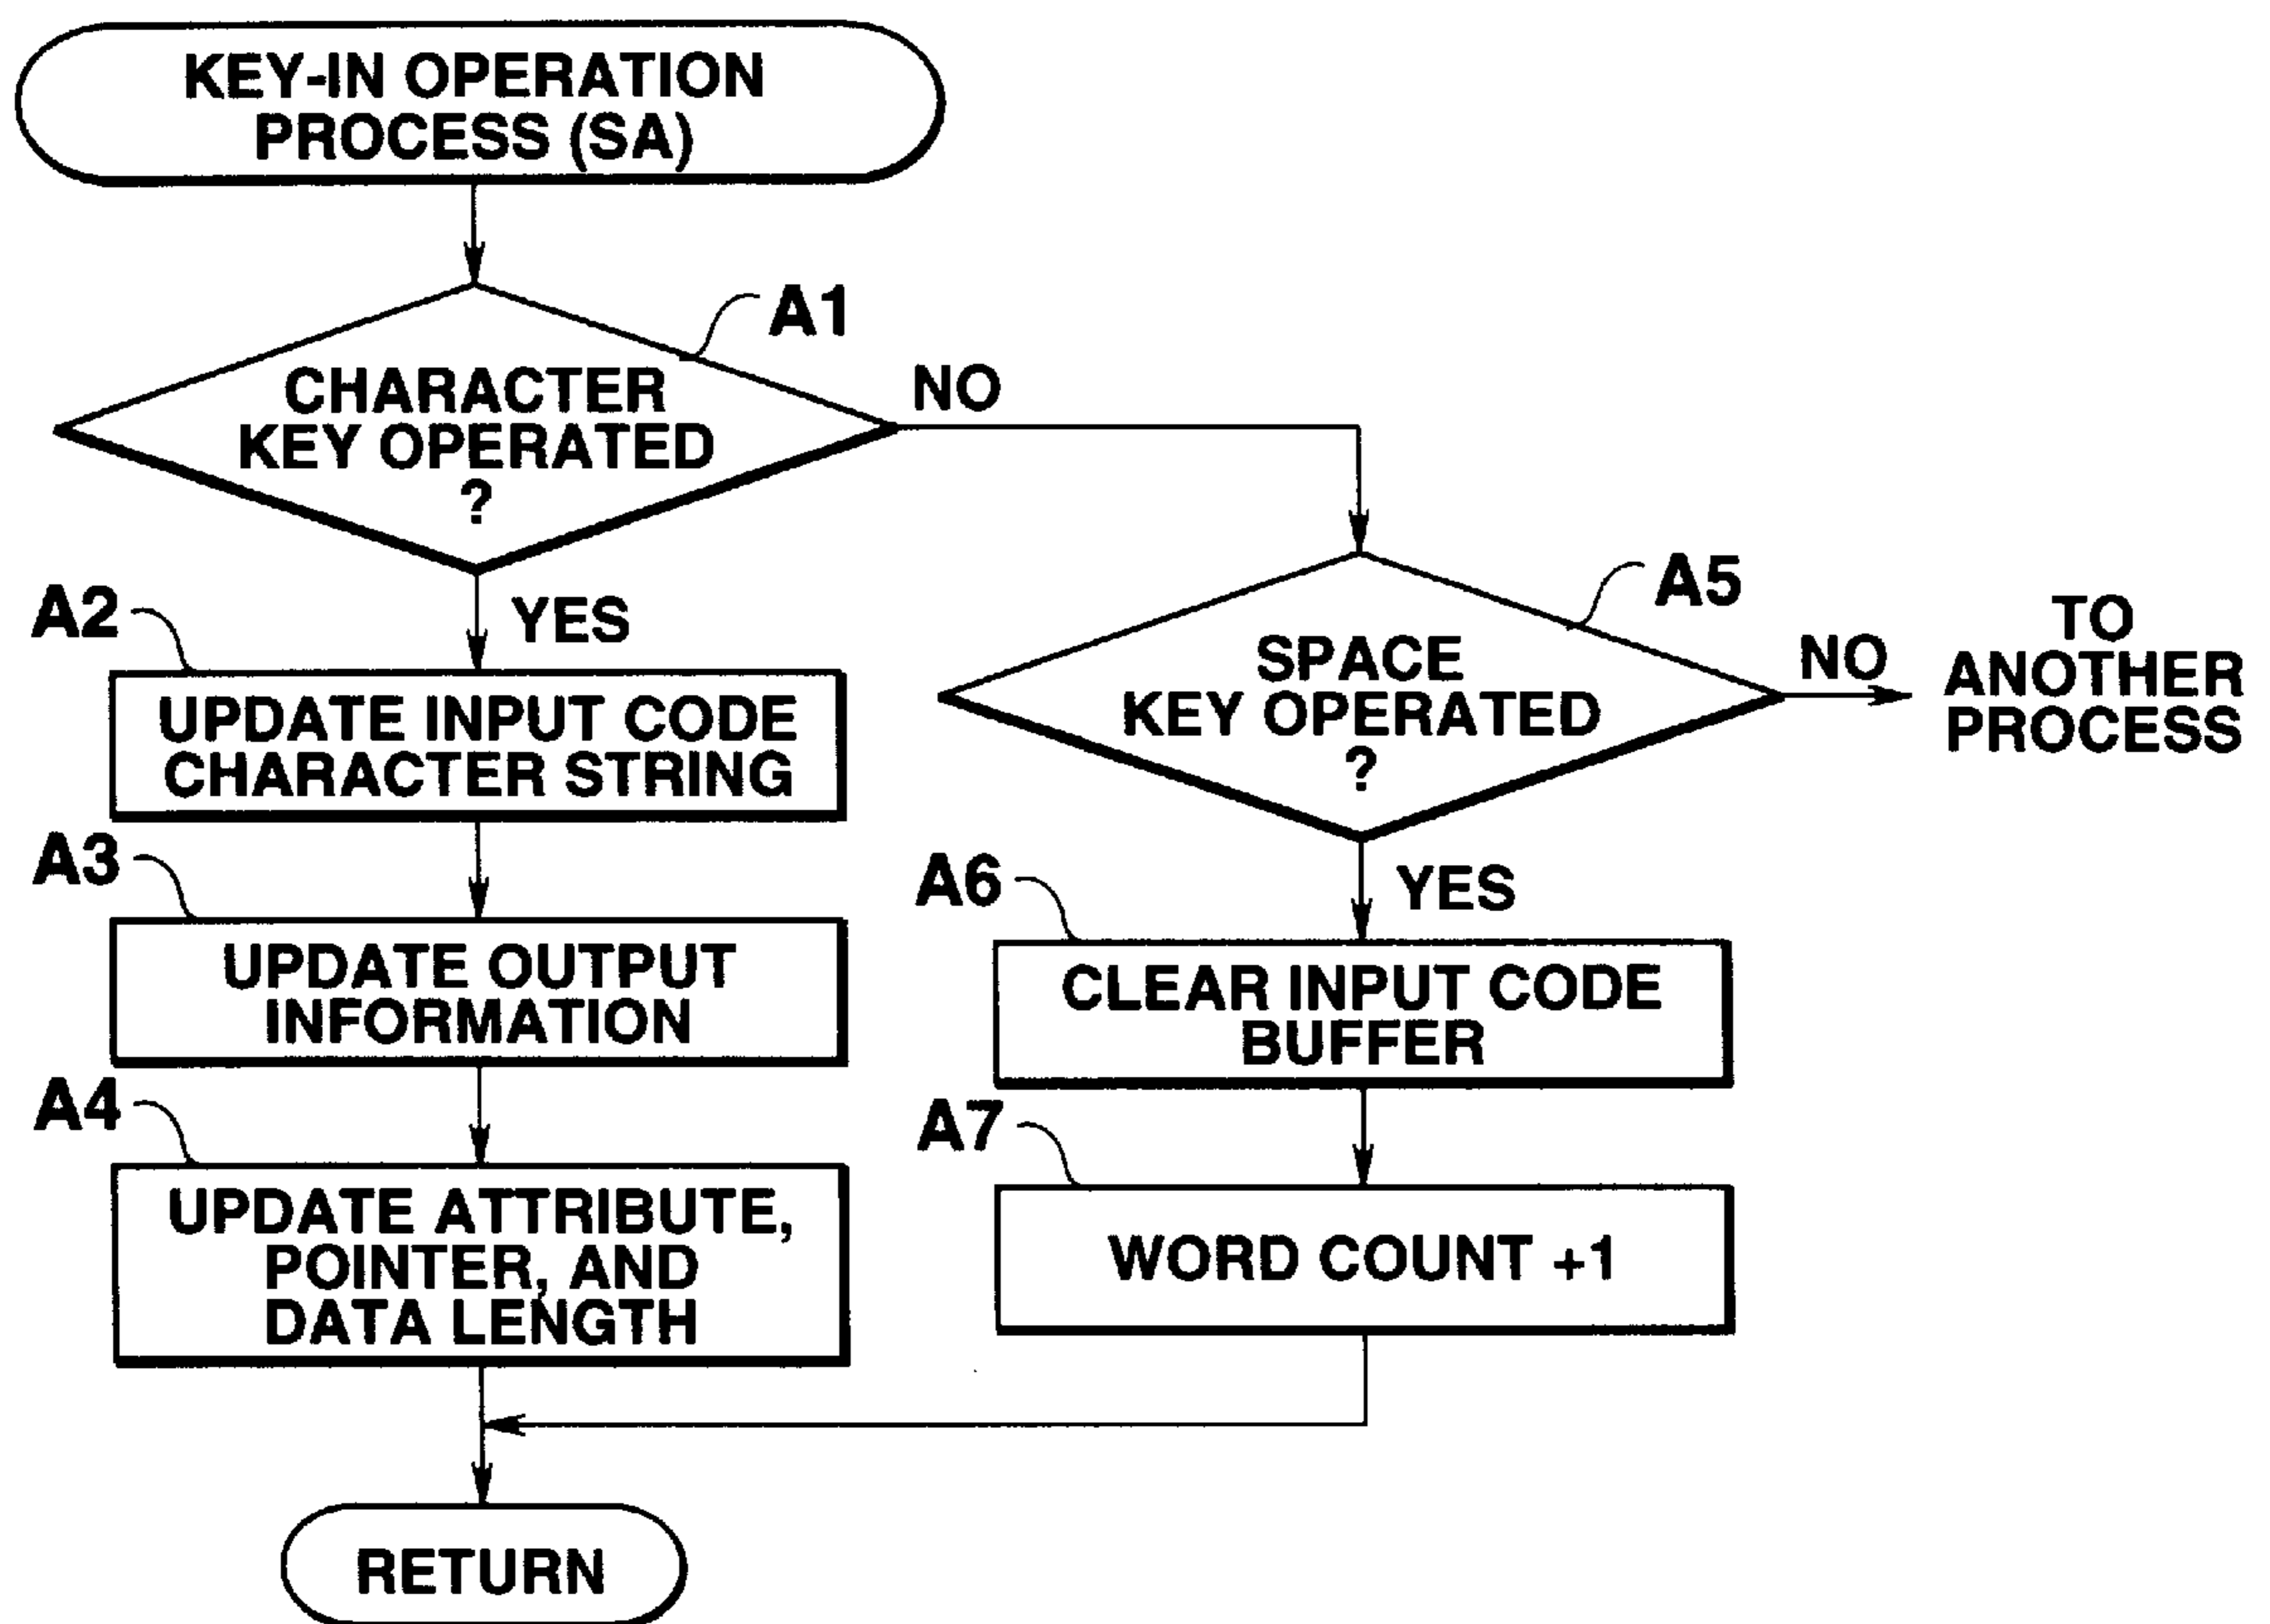 KEY-IN OPERATION
PROCESS (SA)
A1
CHARACTER
KEY OPERATED
?
NO
YES
A2
UPDATE INPUT CODE
CHARACTER STRING
A3
UPDATE OUTPUT
INFORMATION
A4
UPDATE ATTRIBUTE,
POINTER, AND
DATA LENGTH
A5
SPACE
KEY OPERATED
?
NO
TO
ANOTHER
PROCESS
YES
A6
CLEAR INPUT CODE
BUFFER
A7
WORD COUNT +1
RETURN